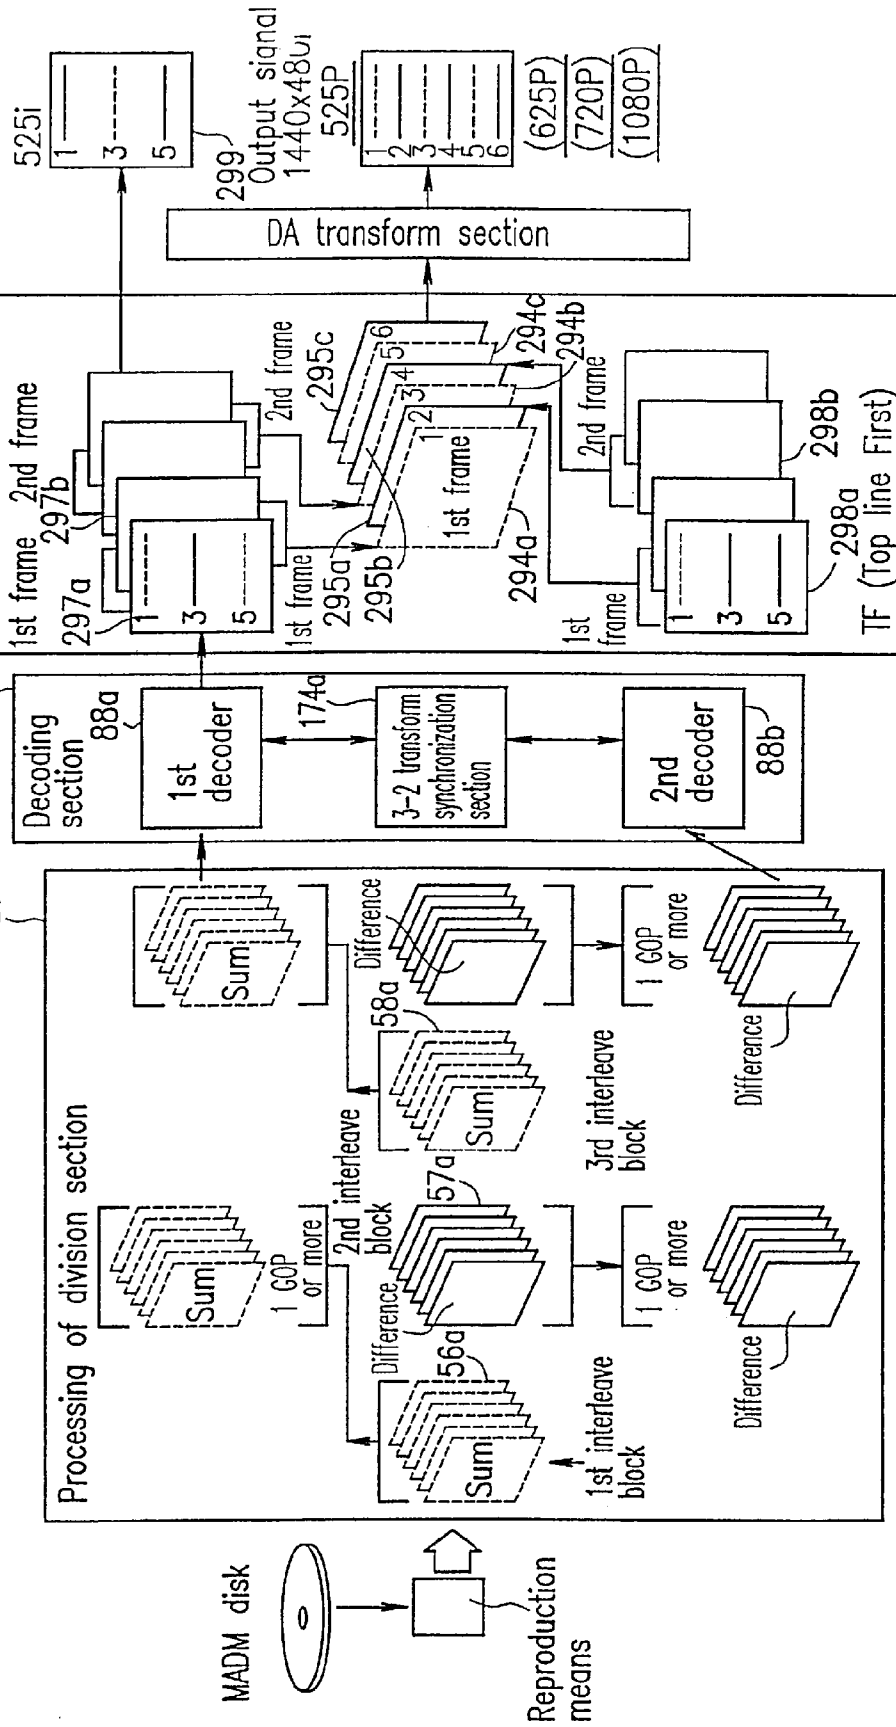 MADM disk
Reproduction
means
Processing of division section
Sum
1 GOP
or more
Sum
56a
1st interleave
block
2nd interleave
block
Difference
57a
1 GOP
or more
Difference
Sum
Sum
58a
3rd interleave
block
Difference
1 GOP
or more
Difference
Decoding
section
88a
1st
decoder
174a
3-2 transform
synchronization
section
2nd
decoder
88b
1st frame
2nd frame
297a
297b
1
3
5
1st frame
2nd frame
295a
295b
295c
1st frame
1
2
3
4
5
6
294a
294b
294c
1st
frame
2nd frame
1
3
5
298a
298b
TF (Top line First)
DA transform section
525i
1
3
5
299
Output signal
1440x480i
525P
1
2
3
4
5
6
(625P)
(720P)
(1080P)